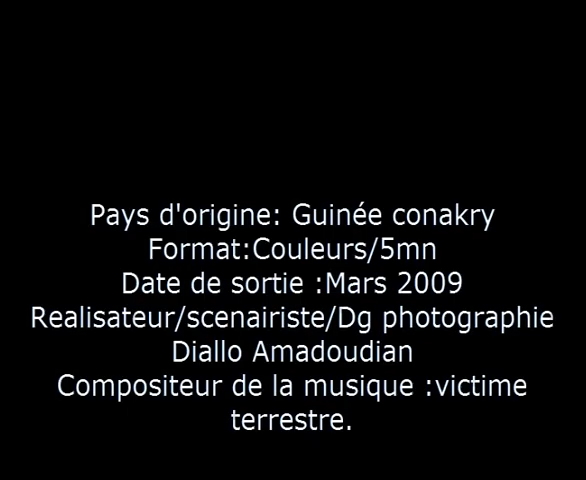 Pays d'origine: Guinée conakry
Format:Couleurs/5mn
Date de sortie :Mars 2009
Realisateur/scenairiste/Dg photographie
Diallo Amadoudian
Compositeur de la musique :victime
terrestre.